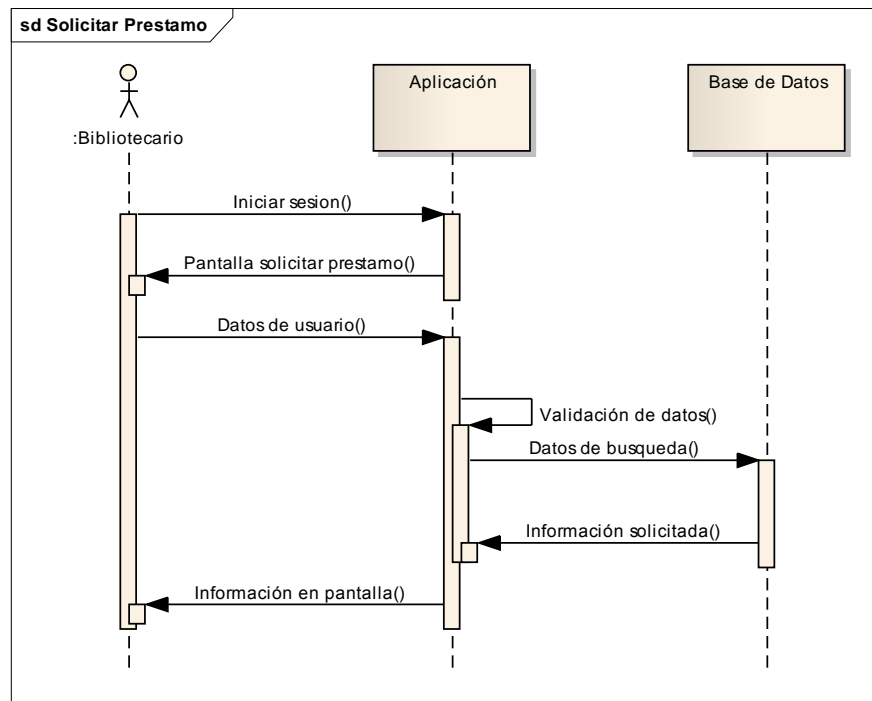 sd Solicitar Prestamo
:Bibliotecario
Aplicación
Base de Datos
Iniciar sesion()
Pantalla solicitar prestamo()
Datos de usuario()
Validación de datos()
Datos de busqueda()
Información solicitada()
Información en pantalla()